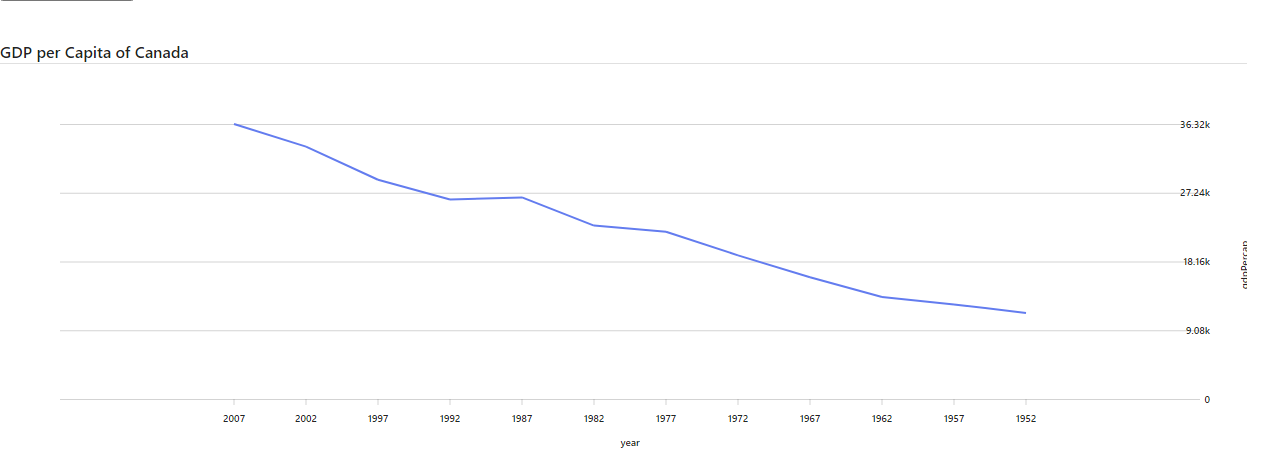 GDP per Capita of Canada
36.32k
27.24k
18.16k
9.08k
0
gdpPercap
2007 2002 1997 1992 1987 1982 1977 1972 1967 1962 1957 1952
year